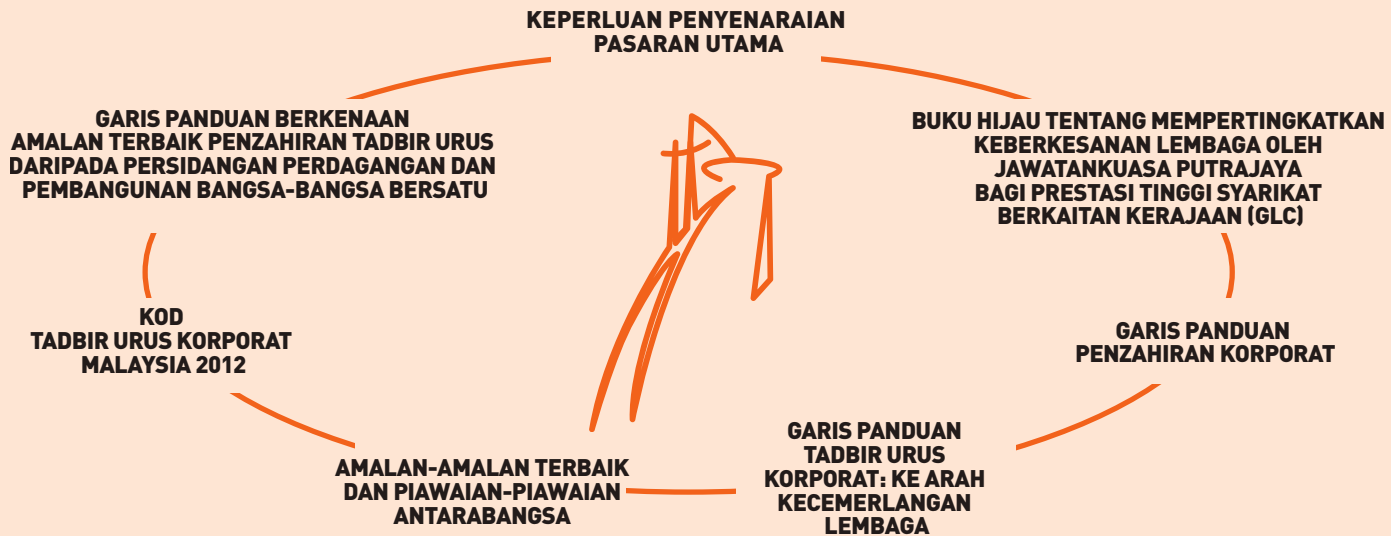 KEPERLUAN PENYENARAIAN
PASARAN UTAMA
GARIS PANDUAN BERKENAAN
AMALAN TERBAIK PENZAHIRAN TADBIR URUS
DARIPADA PERSIDANGAN PERDAGANGAN DAN
PEMBANGUNAN BANGSA-BANGSA BERSATU
BUKU HIJAU TENTANG MEMPERTINGKATKAN
KEBERKESANAN LEMBAGA OLEH
JAWATANKUASA PUTRAJAYA
BAGI PRESTASI TINGGI SYARIKAT
BERKAITAN KERAJAAN (GLC)
KOD
TADBIR URUS KORPORAT
MALAYSIA 2012
GARIS PANDUAN
PENZAHIRAN KORPORAT
AMALAN-AMALAN TERBAIK
DAN PIAWAIAN-PIAWAIAN
ANTARABANGSA
GARIS PANDUAN
TADBIR URUS
KORPORAT: KE ARAH
KECEMERLANGAN
LEMBAGA